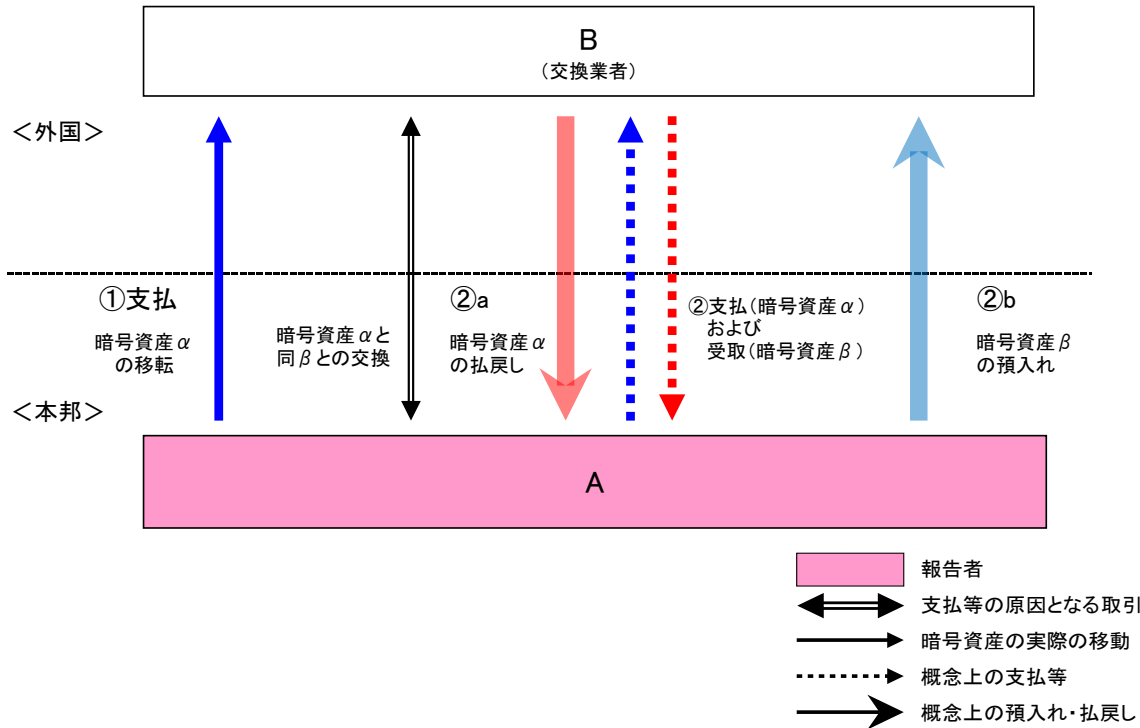 B
(交換業者)
＜外国＞
①支払
暗号資産α
の移転
暗号資産αと
同βとの交換
②a
暗号資産α
の払戻し
②支払(暗号資産α)
および
受取(暗号資産β)
②b
暗号資産β
の預入れ
＜本邦＞
A
報告者
支払等の原因となる取引
暗号資産の実際の移動
概念上の支払等
概念上の預入れ・払戻し